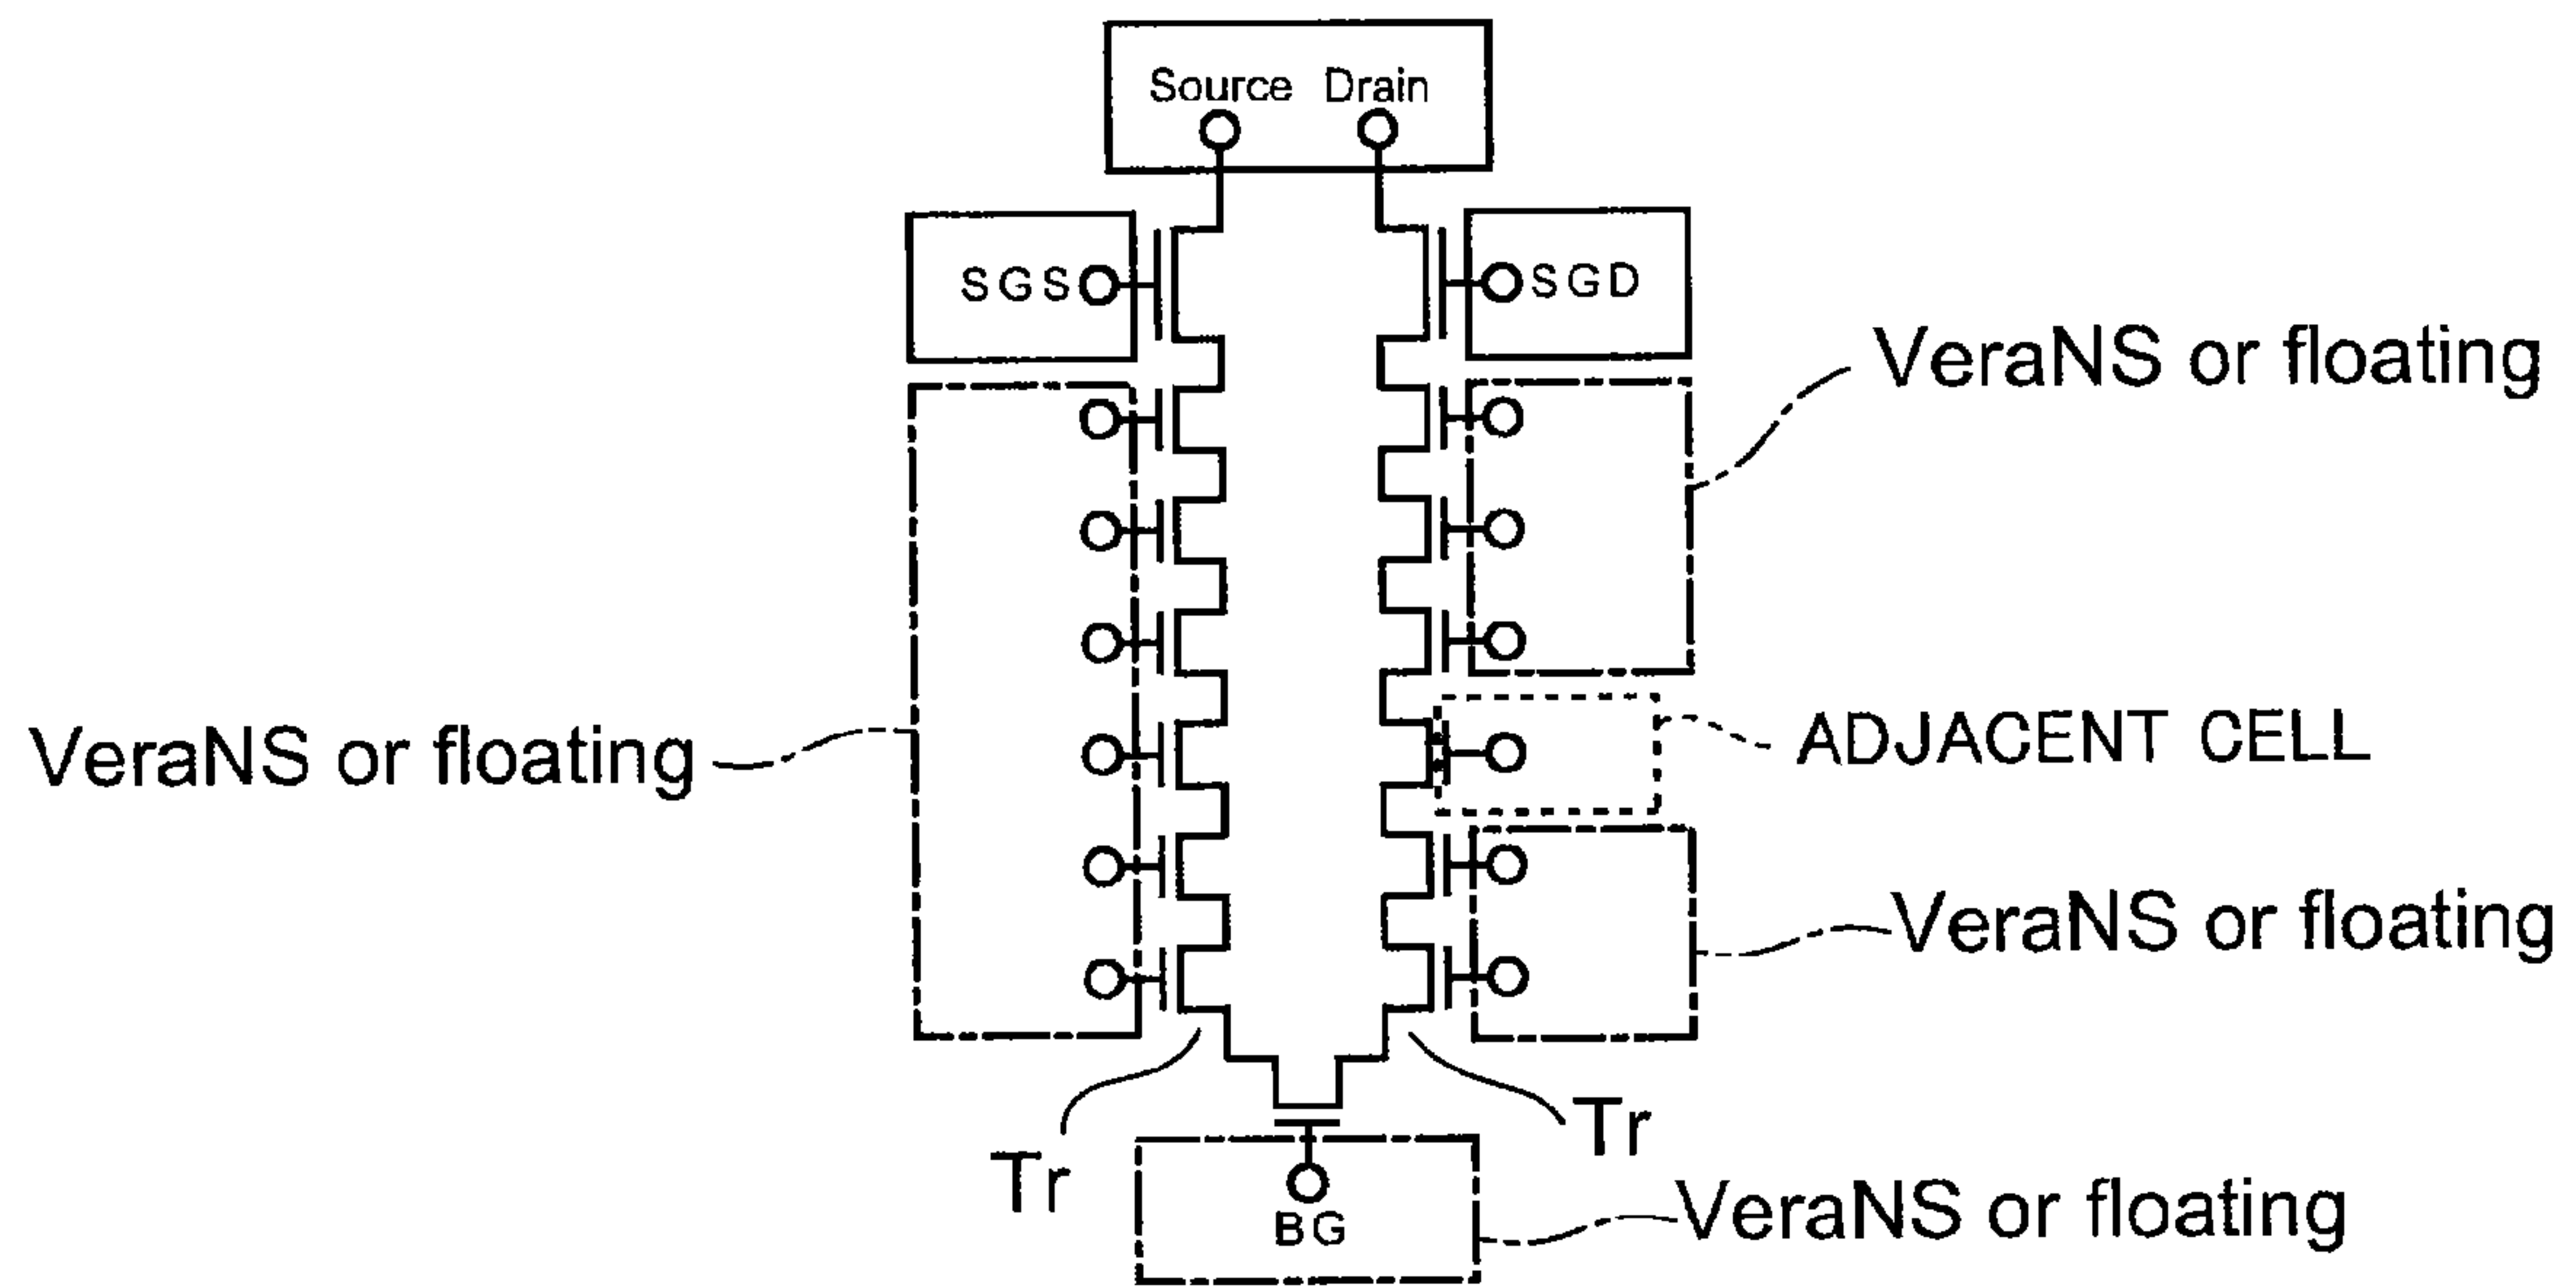 Source Drain
SGS
SGD
VeraNS or floating
VeraNS or floating
ADJACENT CELL
VeraNS or floating
Tr
Tr
BG
VeraNS or floating